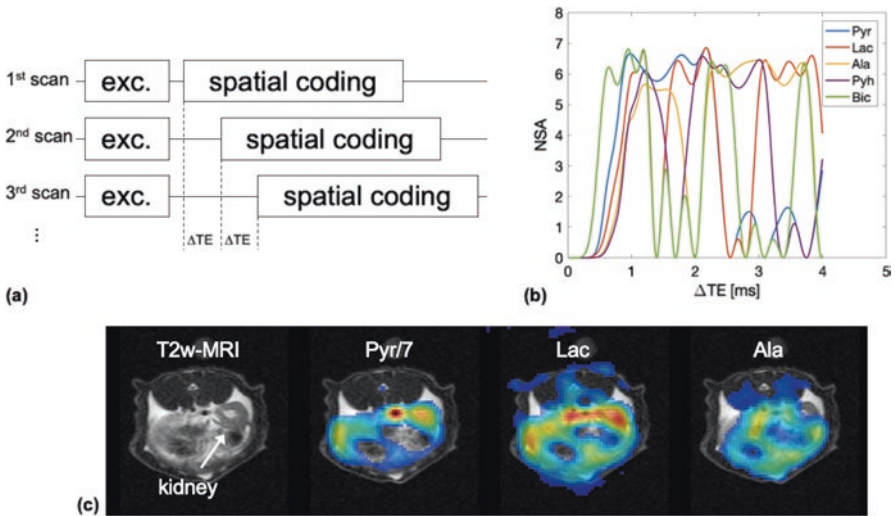 1st scan exc. spatial coding
2nd scan exc. spatial coding
3rd scan exc. spatial coding
⋮
ΔTE ΔTE
(a)
8
7
6
5
4
3
2
1
0
NSA
0 1 2 3 4 5
ΔTE [ms]
Pyr
Lac
Ala
Pyh
Bic
(b)
T2w-MRI Pyr/7 Lac Ala
kidney
(c)